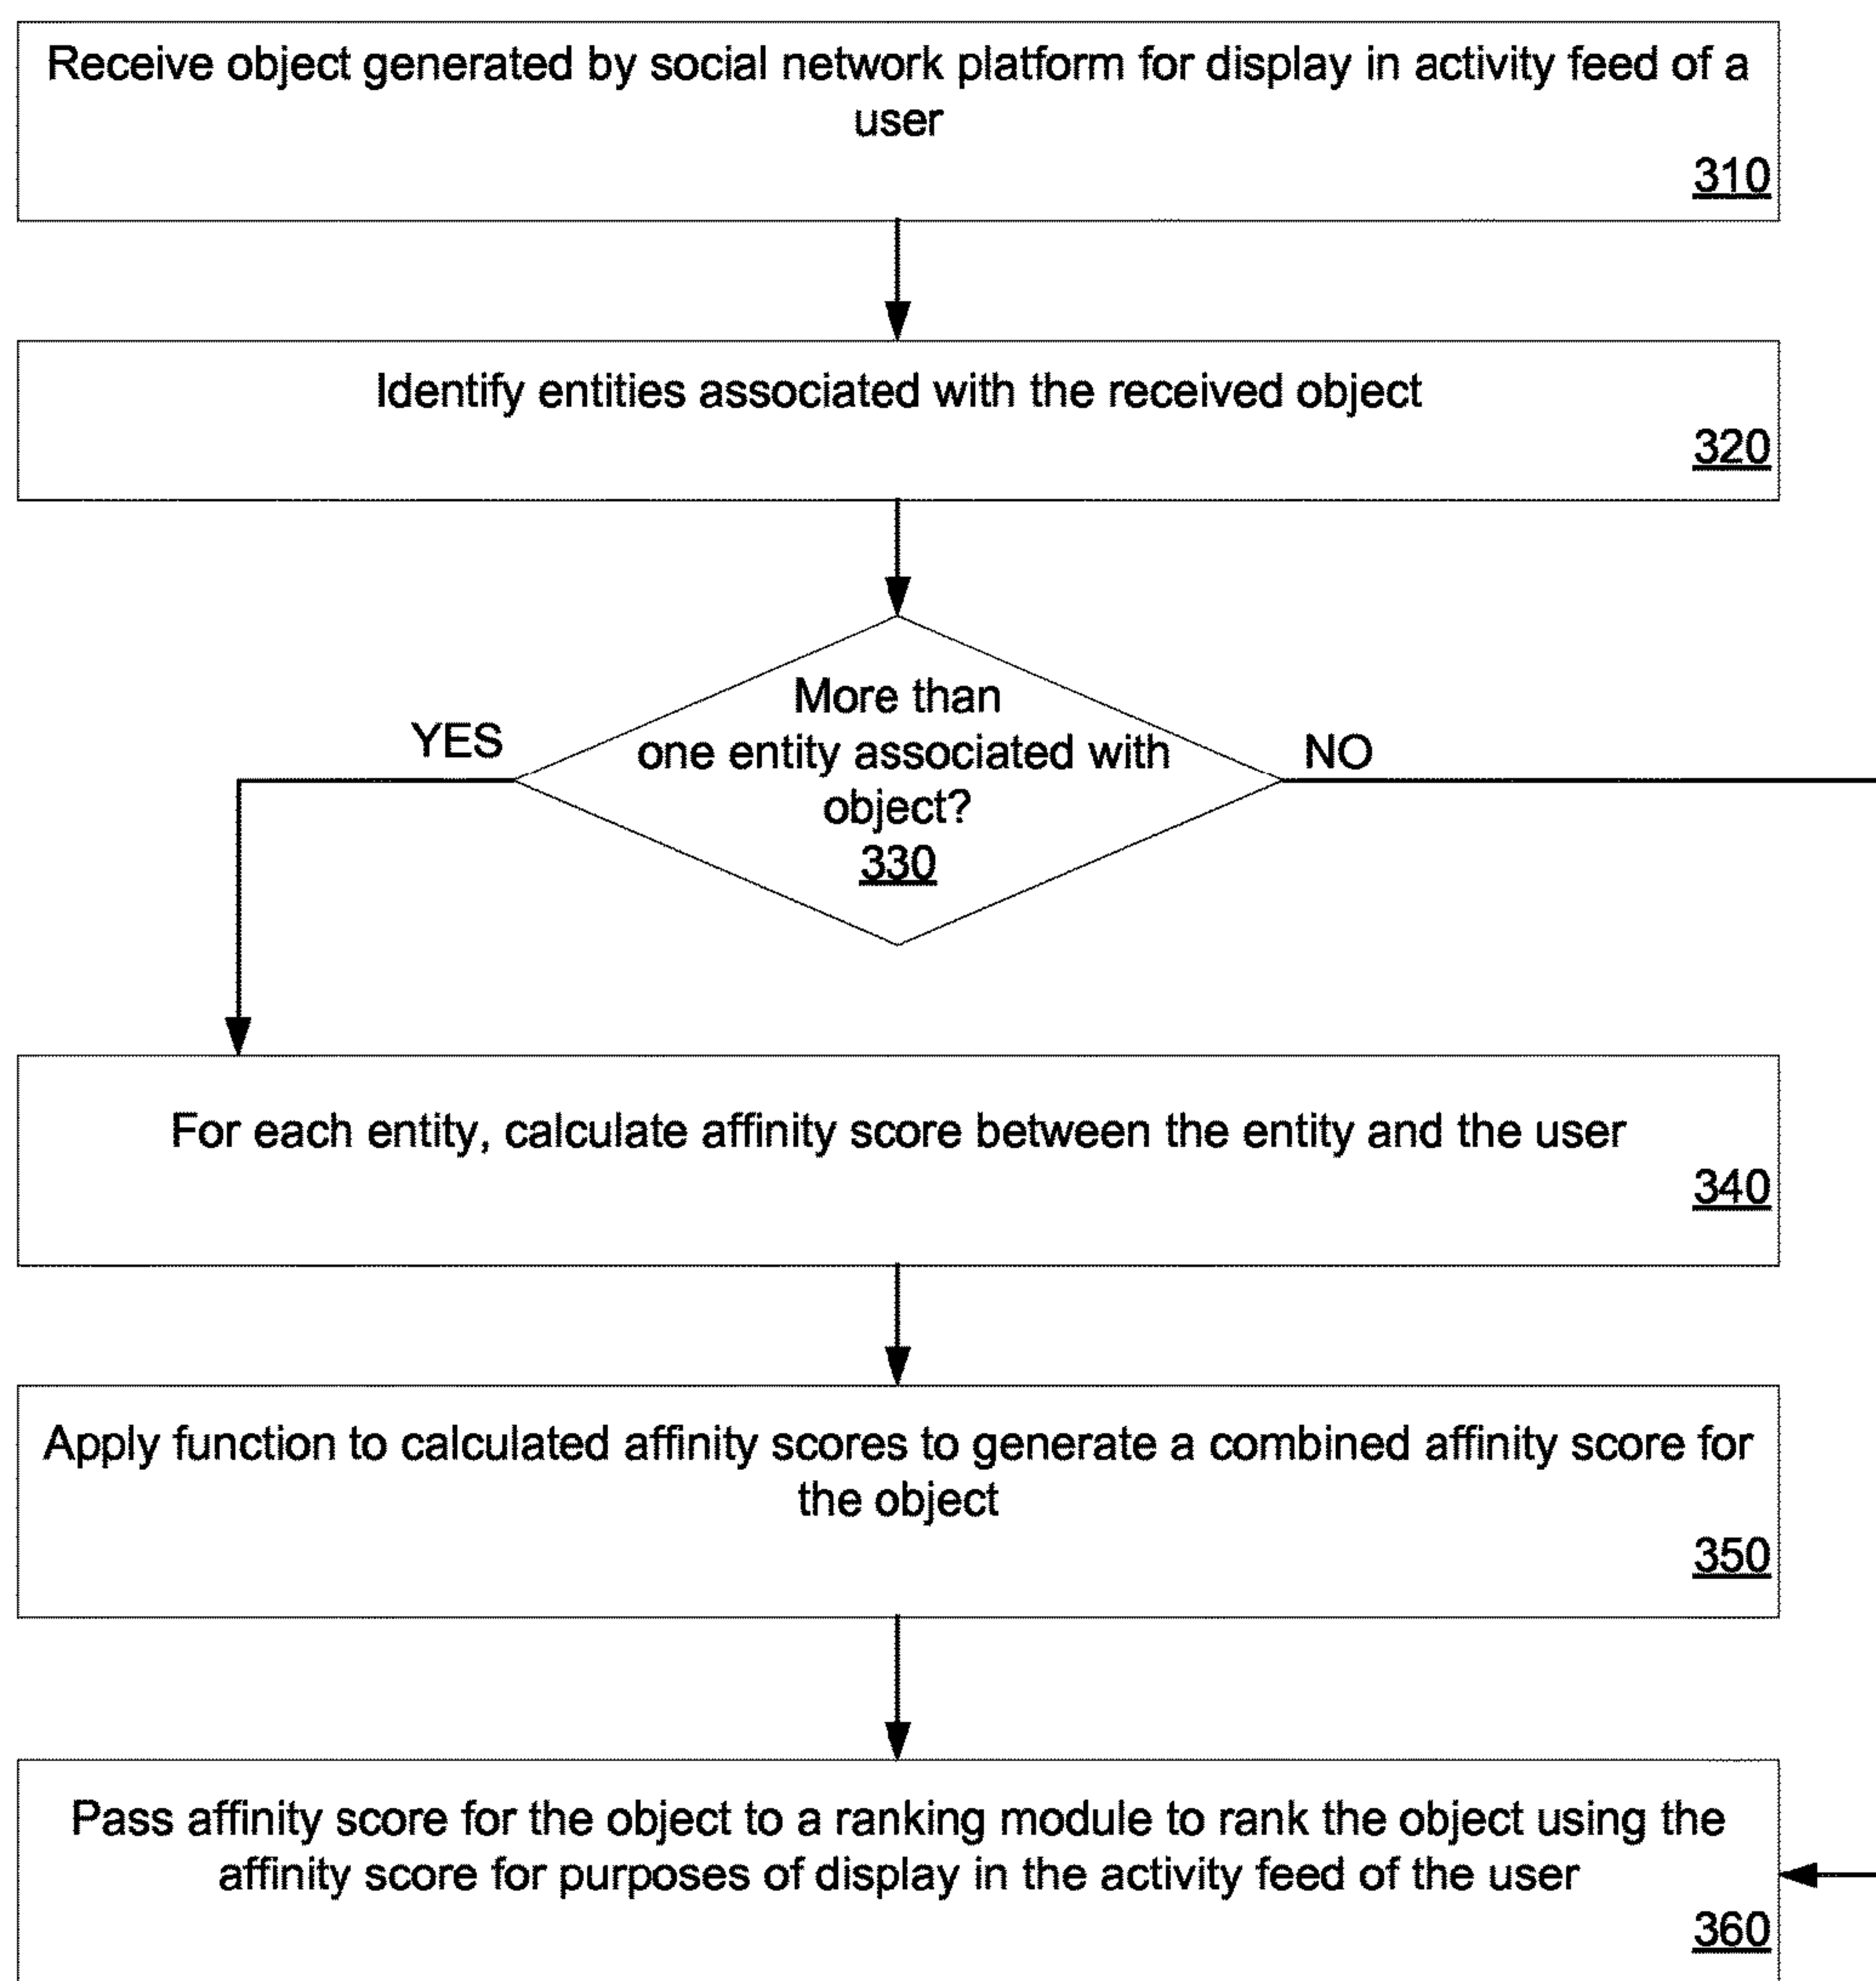 Receive object generated by social network platform for display in activity feed of a
user
310
Identify entities associated with the received object
320
More than
one entity associated with
object?
330
YES
NO
For each entity, calculate affinity score between the entity and the user
340
Apply function to calculated affinity scores to generate a combined affinity score for
the object
350
Pass affinity score for the object to a ranking module to rank the object using the
affinity score for purposes of display in the activity feed of the user
360